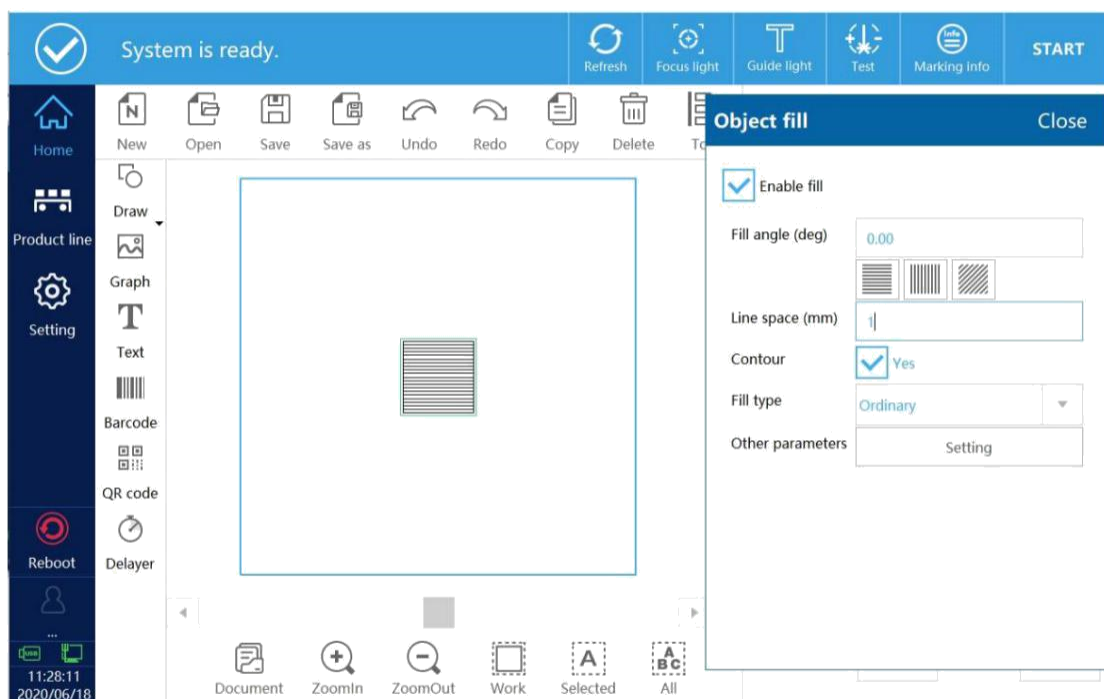 System is ready.
Refresh
Focus light
Guide light
Test
Info
Marking info
START
Home
Product line
Setting
Reboot
...
USB
11:28:11
2020/06/18
N
New
Open
Save
Save as
Undo
Redo
Copy
Delete
Draw
Graph
T
Text
Barcode
QR code
Delayer
Object fill
Close
Enable fill
Fill angle (deg)
0.00
Line space (mm)
1
Contour
Yes
Fill type
Ordinary
Other parameters
Setting
Document
ZoomIn
ZoomOut
Work
A
Selected
A
B C
All